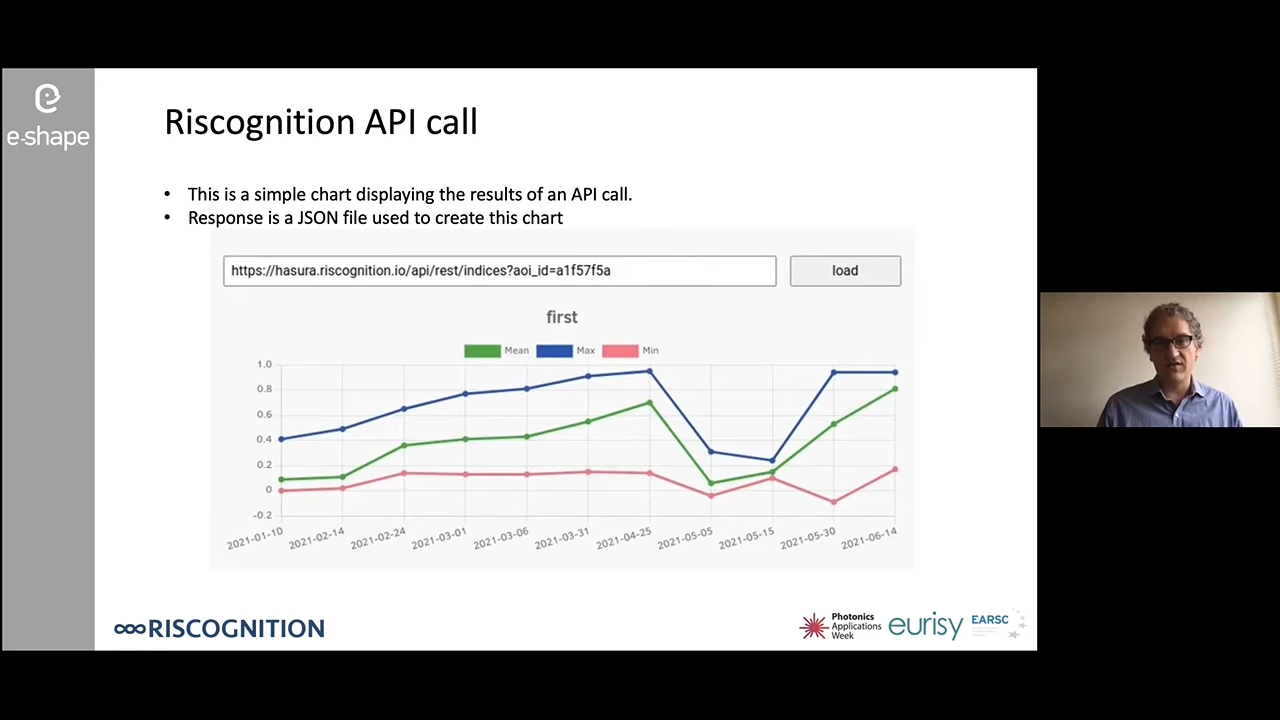 e-shape
Riscognition API call
• This is a simple chart displaying the results of an API call.
• Response is a JSON file used to create this chart
https://hasura.riscognition.io/api/rest/indices?aoi_id=a1f57f5a
load
first
Mean Max Min
1.0
0.8
0.6
0.4
0.2
0
-0.2
2021-01-10 2021-02-14 2021-02-24 2021-03-01 2021-03-06 2021-03-31 2021-04-25 2021-05-05 2021-05-15 2021-05-30 2021-06-14
RISCOGNITION
Photonics
Applications
Week
eurisy
EARSC